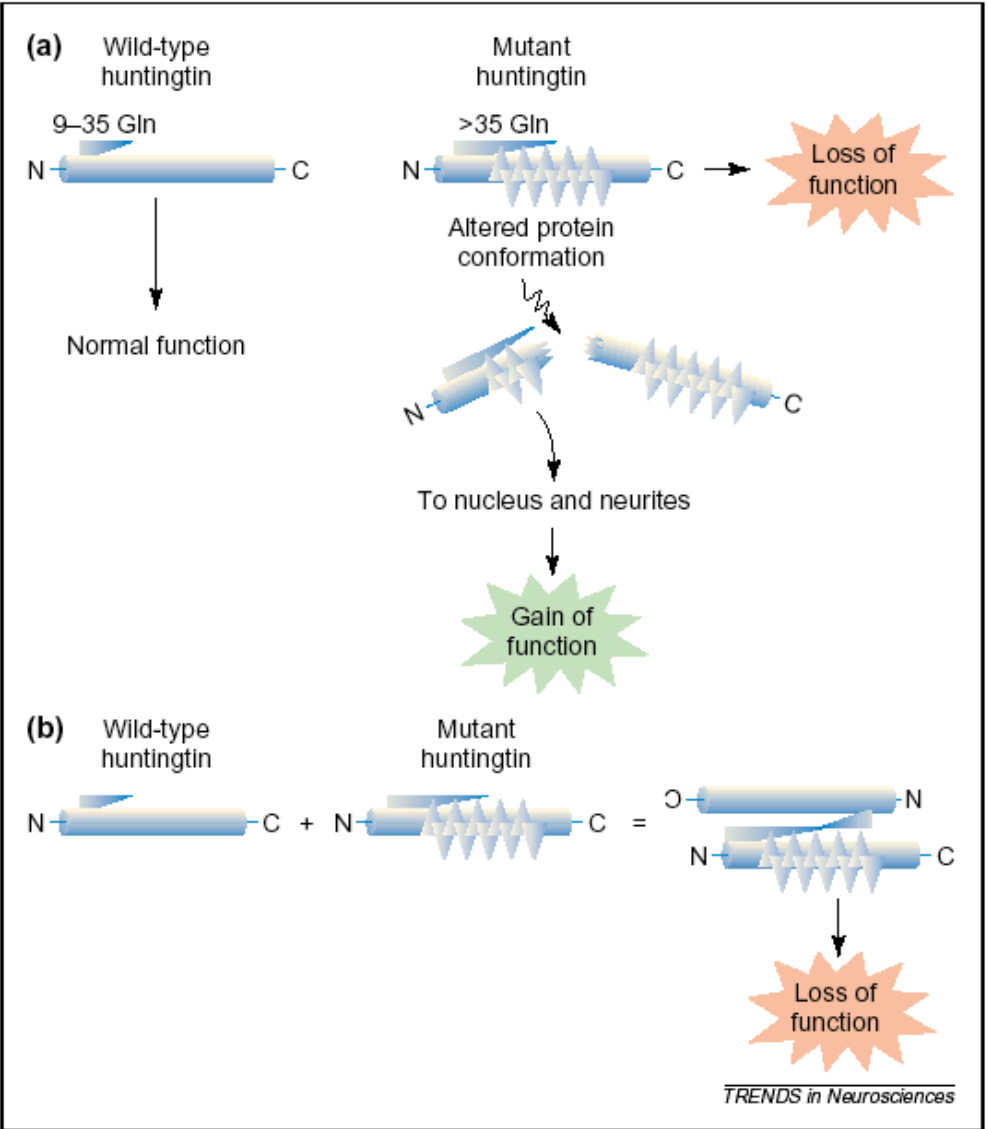 (a)
Wild-type
huntingtin
9–35 Gln
N
C
Normal function
Mutant
huntingtin
>35 Gln
N
C
Loss of
function
Altered protein
conformation
N
C
To nucleus and neurites
Gain of
function
(b)
Wild-type
huntingtin
N
C
+
Mutant
huntingtin
N
C
=
C
N
N
C
Loss of
function
TRENDS in Neurosciences